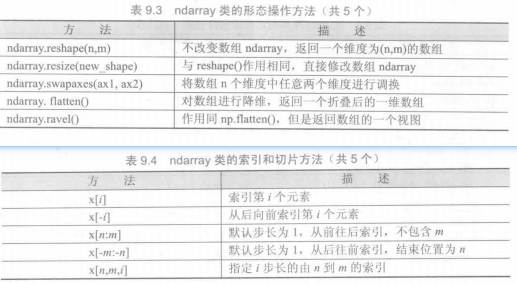 表 9.3 ndarray 类的形态操作方法（共 5 个）
方 法 描 述
ndarray.reshape(n,m) 不改变数组 ndarray，返回一个维度为(n,m)的数组
ndarray.resize(new_shape) 与 reshape()作用相同，直接修改数组 ndarray
ndarray.swapaxes(ax1, ax2) 将数组 n 个维度中任意两个维度进行调换
ndarray. flatten() 对数组进行降维，返回一个折叠后的一维数组
ndarray.ravel() 作用同 np.flatten()，但是返回数组的一个视图
表 9.4 ndarray 类的索引和切片方法（共 5 个）
方 法 描 述
x[i] 索引第 i 个元素
x[-i] 从后向前索引第 i 个元素
x[n:m] 默认步长为 1，从前往后索引，不包含 m
x[-m:-n] 默认步长为 1，从后往前索引，结束位置为 n
x[n,m,i] 指定 i 步长的由 n 到 m 的索引